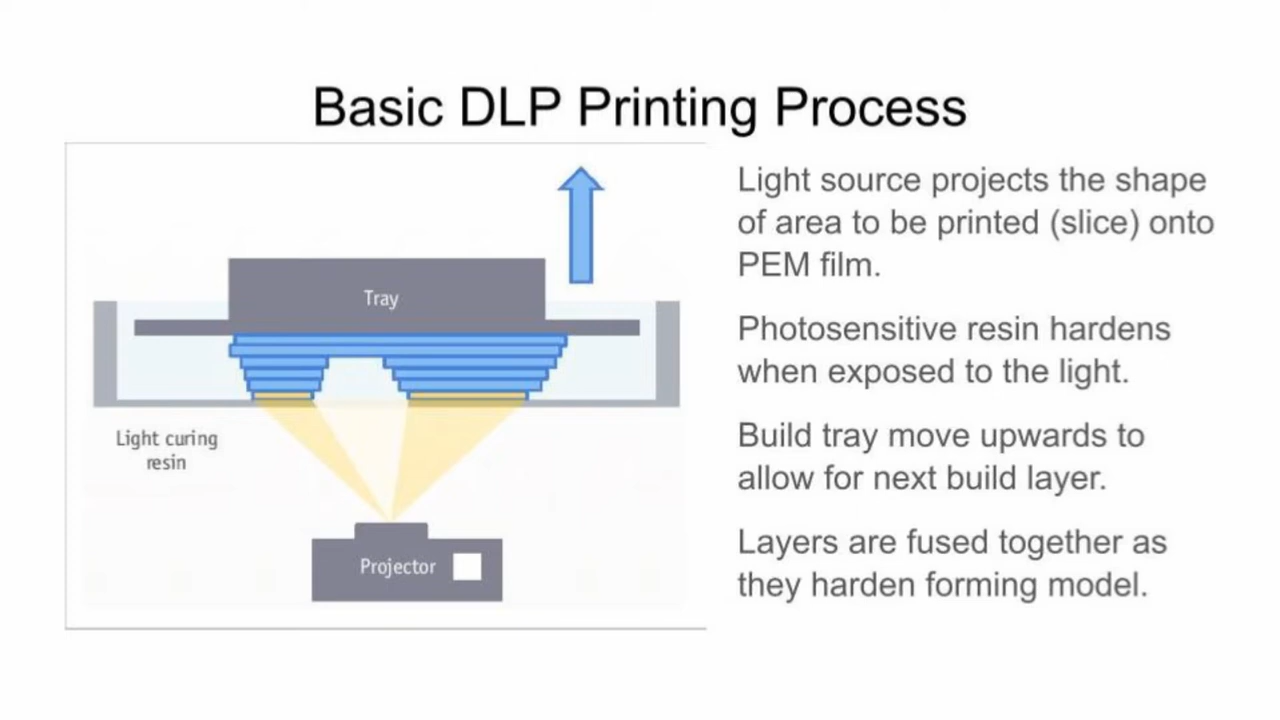 Basic DLP Printing Process
Tray
Light curing
resin
Projector
Light source projects the shape
of area to be printed (slice) onto
PEM film.
Photosensitive resin hardens
when exposed to the light.
Build tray move upwards to
allow for next build layer.
Layers are fused together as
they harden forming model.